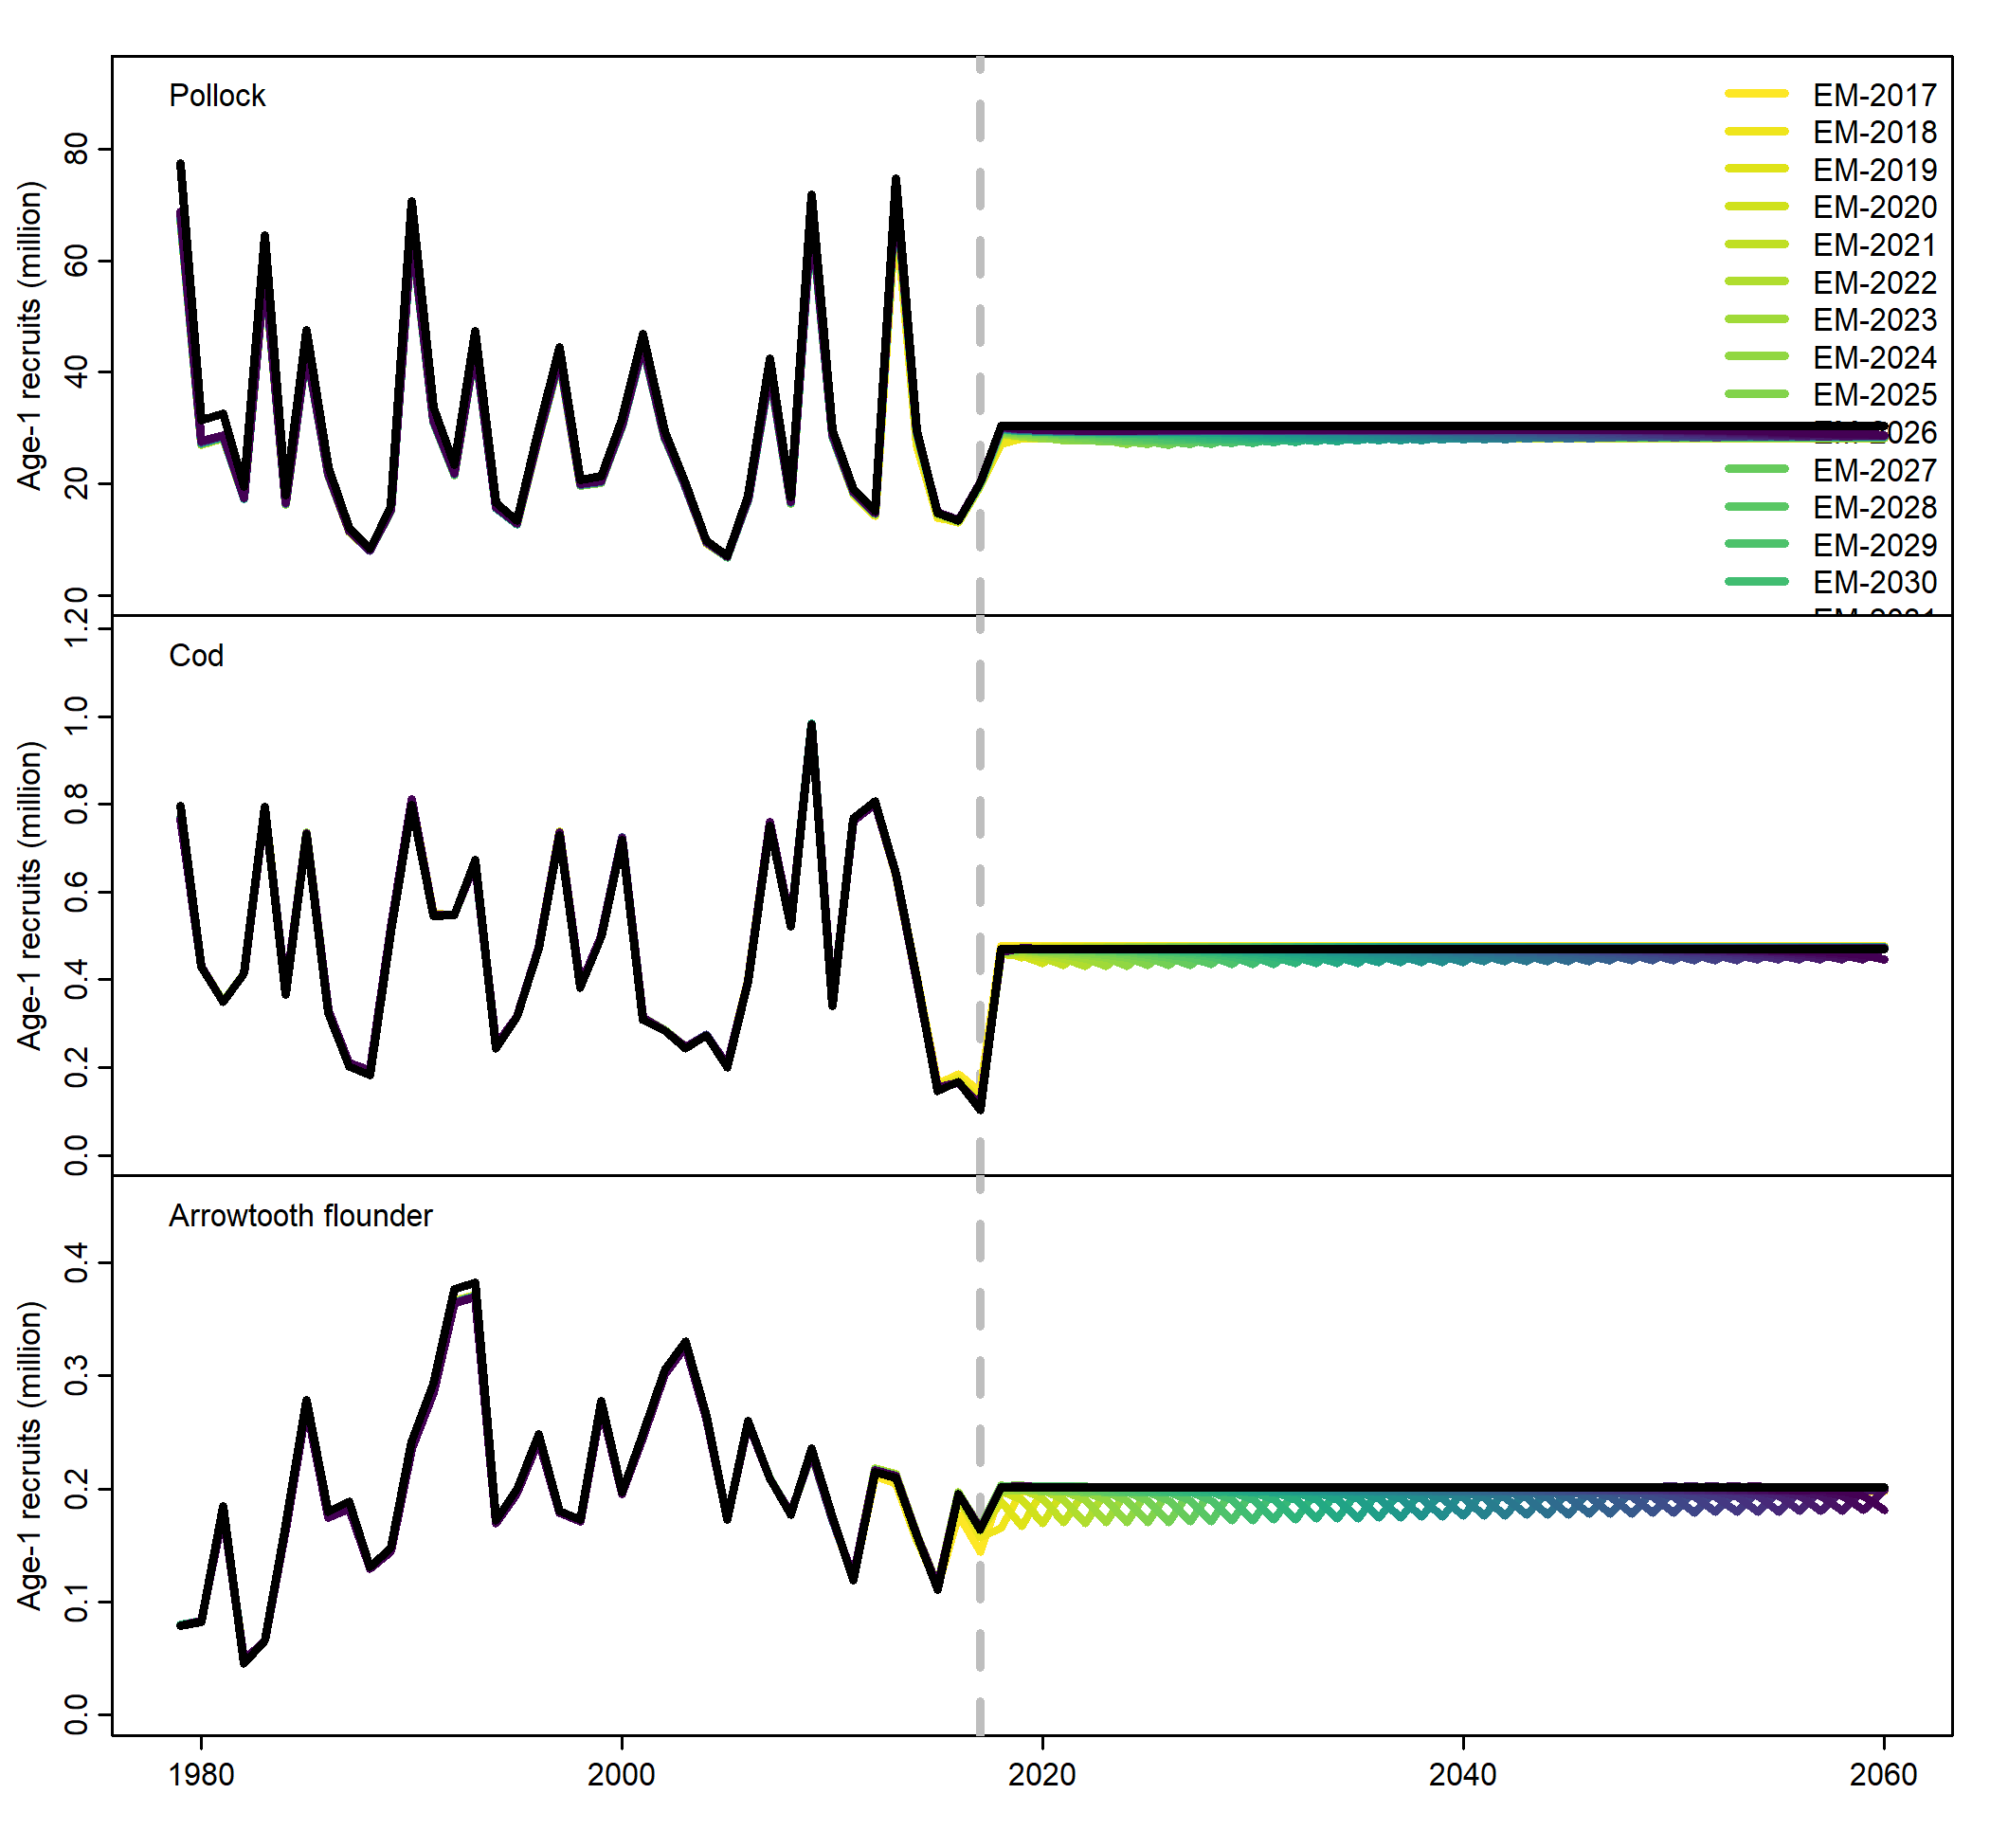 Pollock
Age-1 recruits (million)
80
60
40
20
0
EM-2017
EM-2018
EM-2019
EM-2020
EM-2021
EM-2022
EM-2023
EM-2024
EM-2025
EM-2026
EM-2027
EM-2028
EM-2029
EM-2030
Cod
Age-1 recruits (million)
1.2
1.0
0.8
0.6
0.4
0.2
0.0
Arrowtooth flounder
Age-1 recruits (million)
0.4
0.3
0.2
0.1
0.0
1980
2000
2020
2040
2060